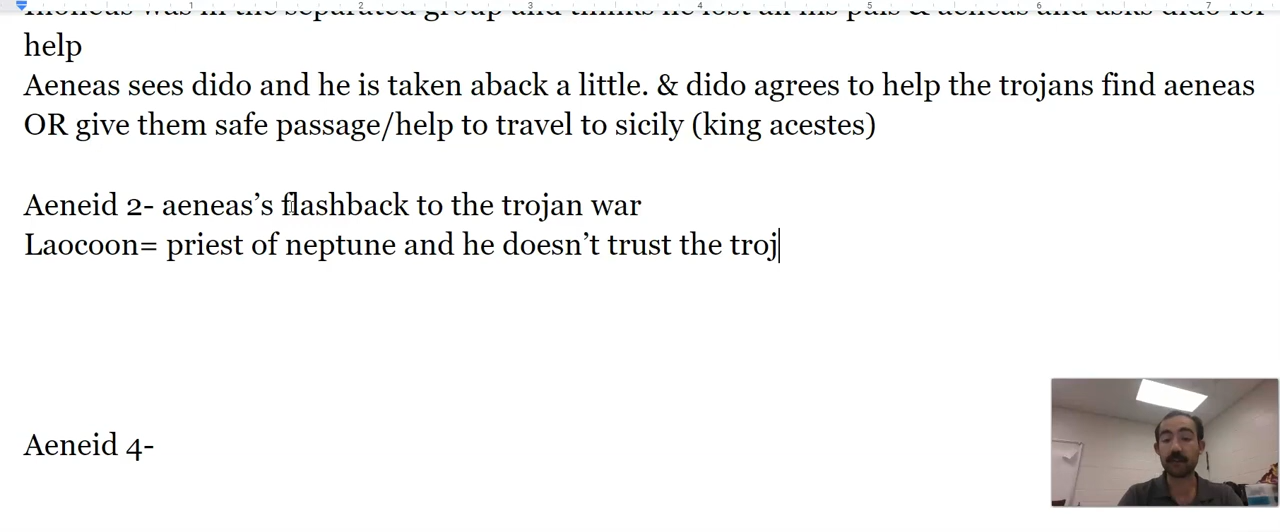 help
Aeneas sees dido and he is taken aback a little. & dido agrees to help the trojans find aeneas
OR give them safe passage/help to travel to sicily (king acestes)
Aeneid 2- aeneas’s flashback to the trojan war
Laocoon= priest of neptune and he doesn’t trust the troj
Aeneid 4-